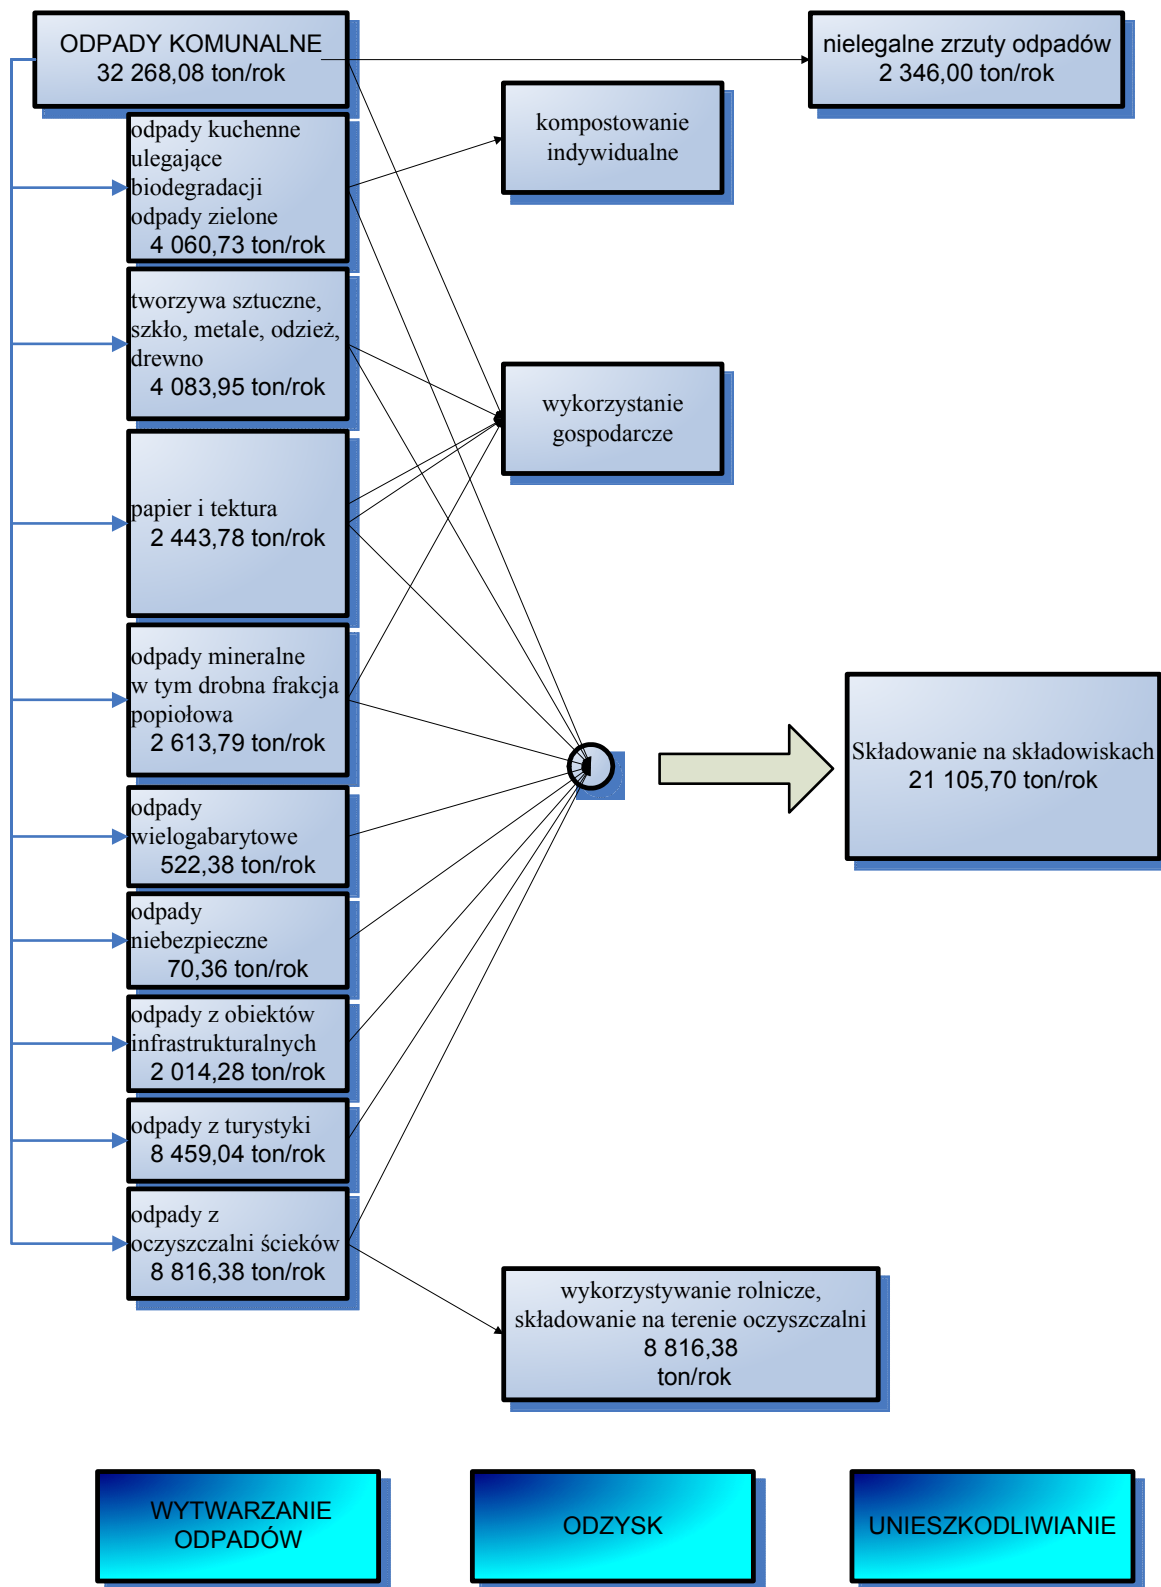 ODPADY KOMUNALNE
32 268,08 ton/rok
nielegalne zrzuty odpadów
2 346,00 ton/rok
odpady kuchenne
ulegające
biodegradacji
odpady zielone
4 060,73 ton/rok
kompostowanie
indywidualne
tworzywa sztuczne,
szkło, metale, odzież,
drewno
4 083,95 ton/rok
wykorzystanie
gospodarcze
papier i tektura
2 443,78 ton/rok
odpady mineralne
w tym drobna frakcja
popiołowa
2 613,79 ton/rok
Składowanie na składowiskach
21 105,70 ton/rok
odpady
wielogabarytowe
522,38 ton/rok
odpady
niebezpieczne
70,36 ton/rok
odpady z obiektów
infrastrukturalnych
2 014,28 ton/rok
odpady z turystyki
8 459,04 ton/rok
odpady z
oczyszczalni ścieków
8 816,38 ton/rok
wykorzystywanie rolnicze,
składowanie na terenie oczyszczalni
8 816,38
ton/rok
WYTWARZANIE
ODPADÓW
ODZYSK
UNIESZKODLIWIANIE